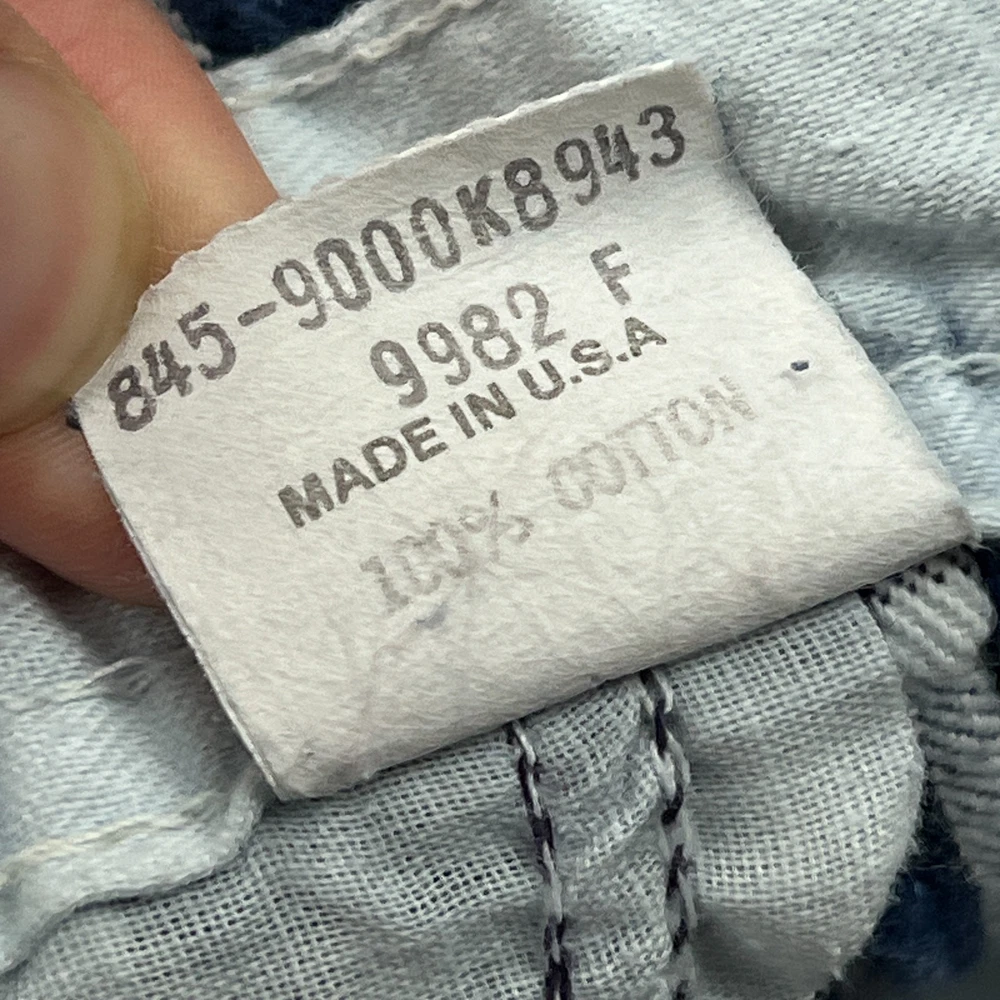 845-9000K8943
9982 F
MADE IN U.S.A
100% COTTON